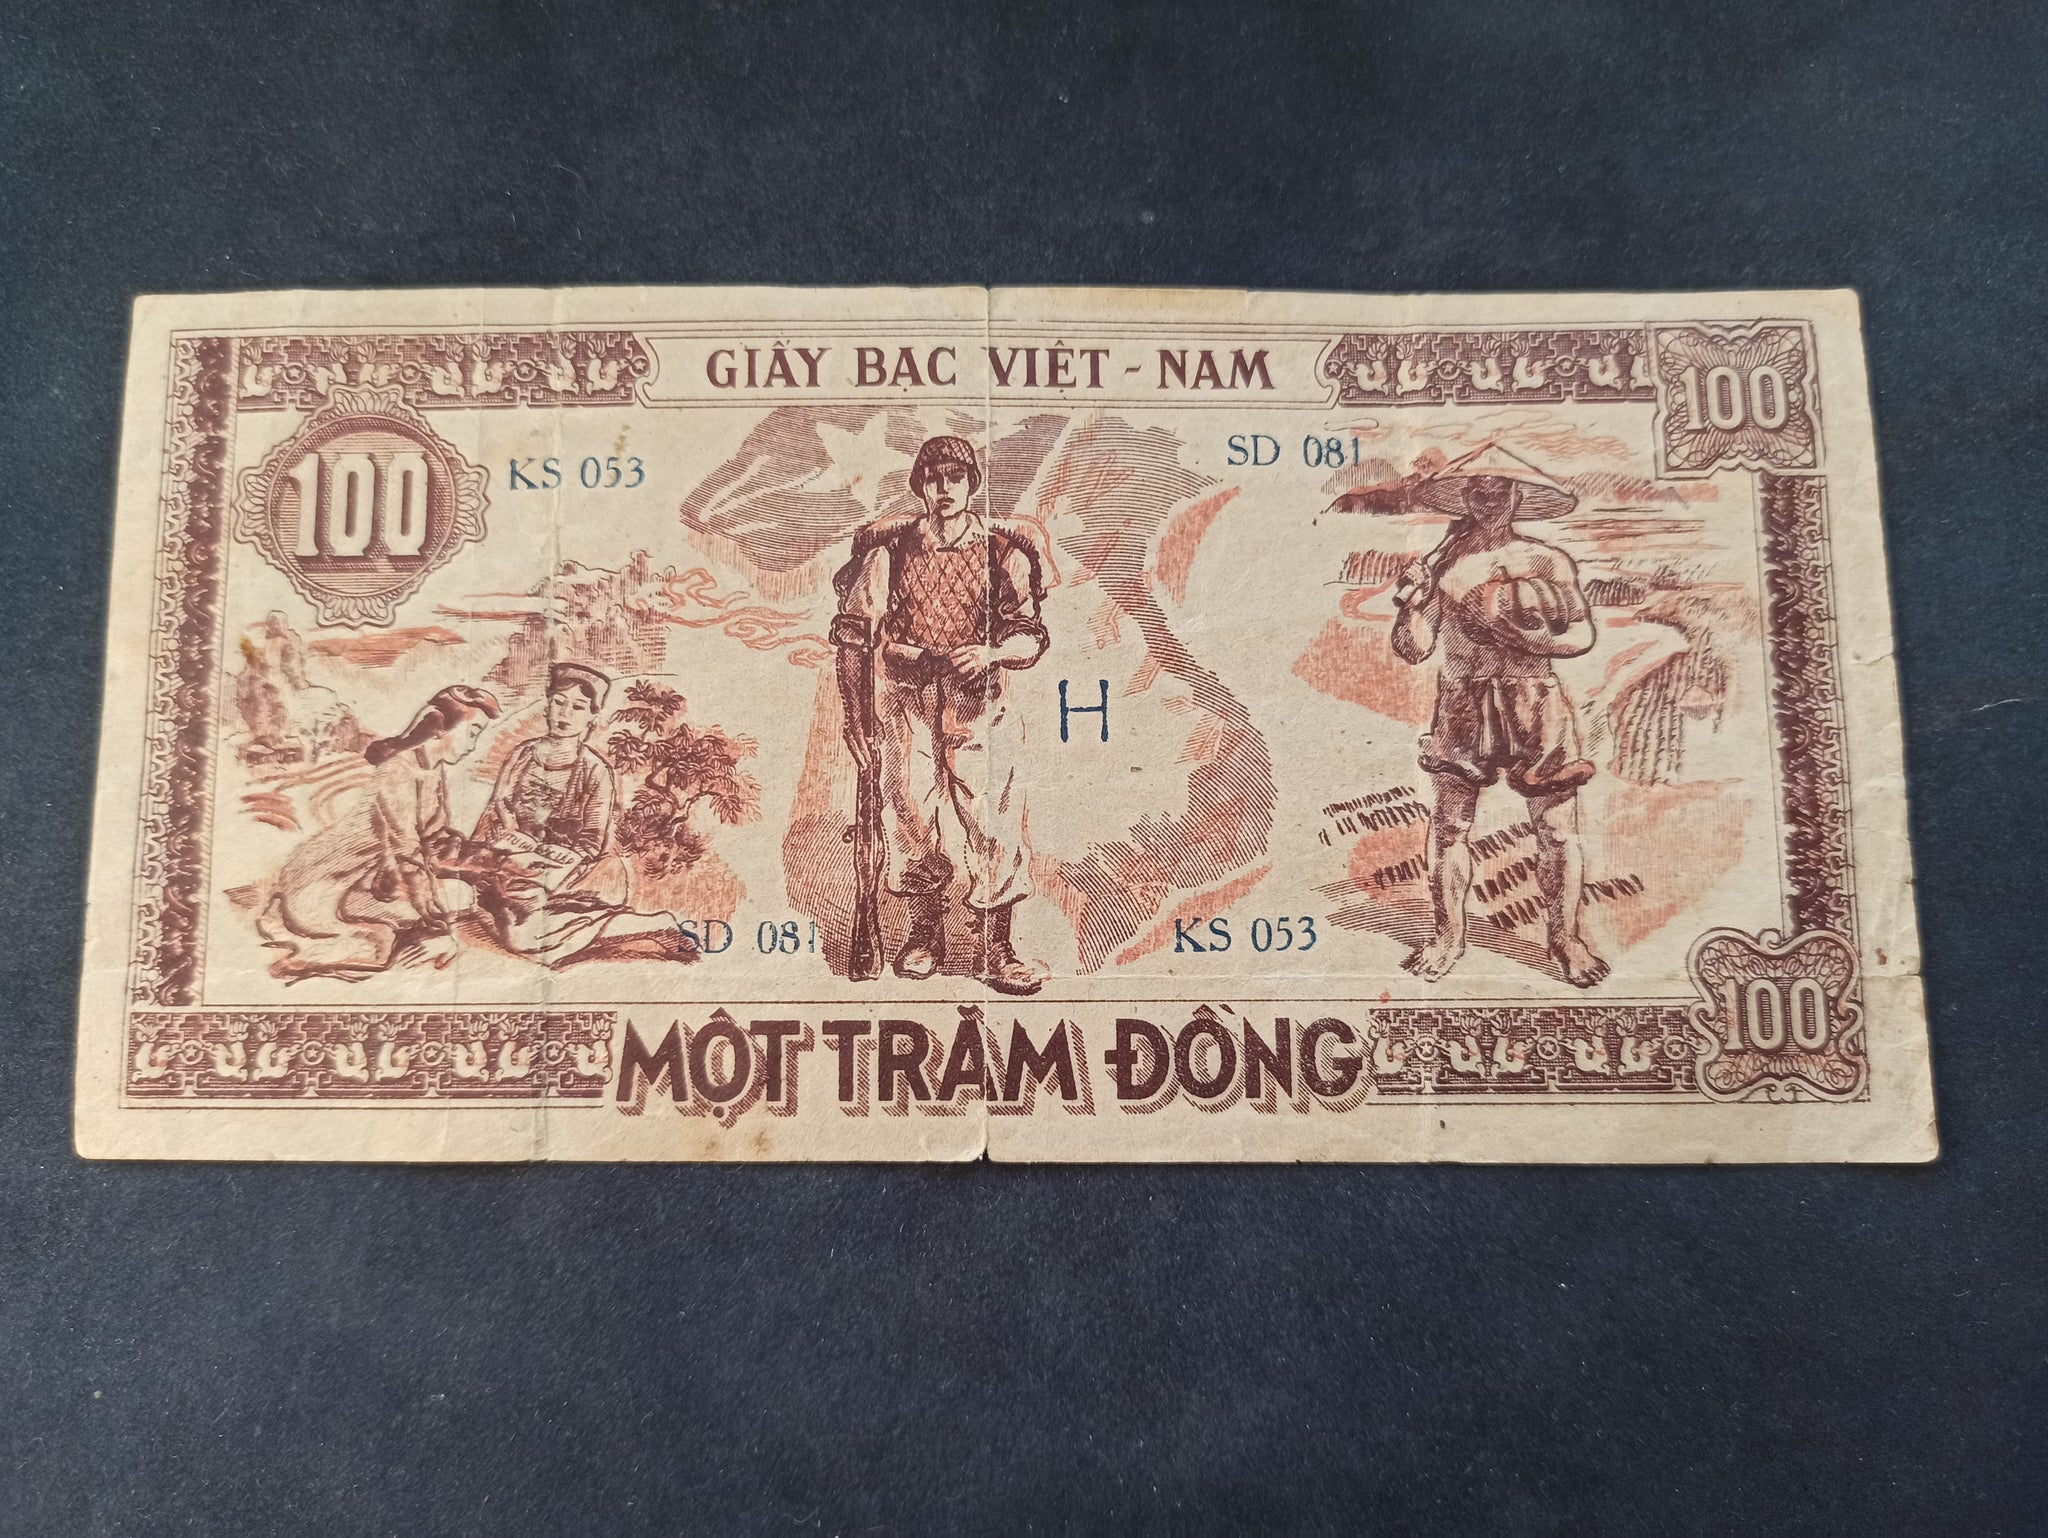 GIẤY BẠC VIỆT - NAM
100
100
KS 053
SD 081
H
SD 081
KS 053
100
MỘT TRĂM ĐỒNG